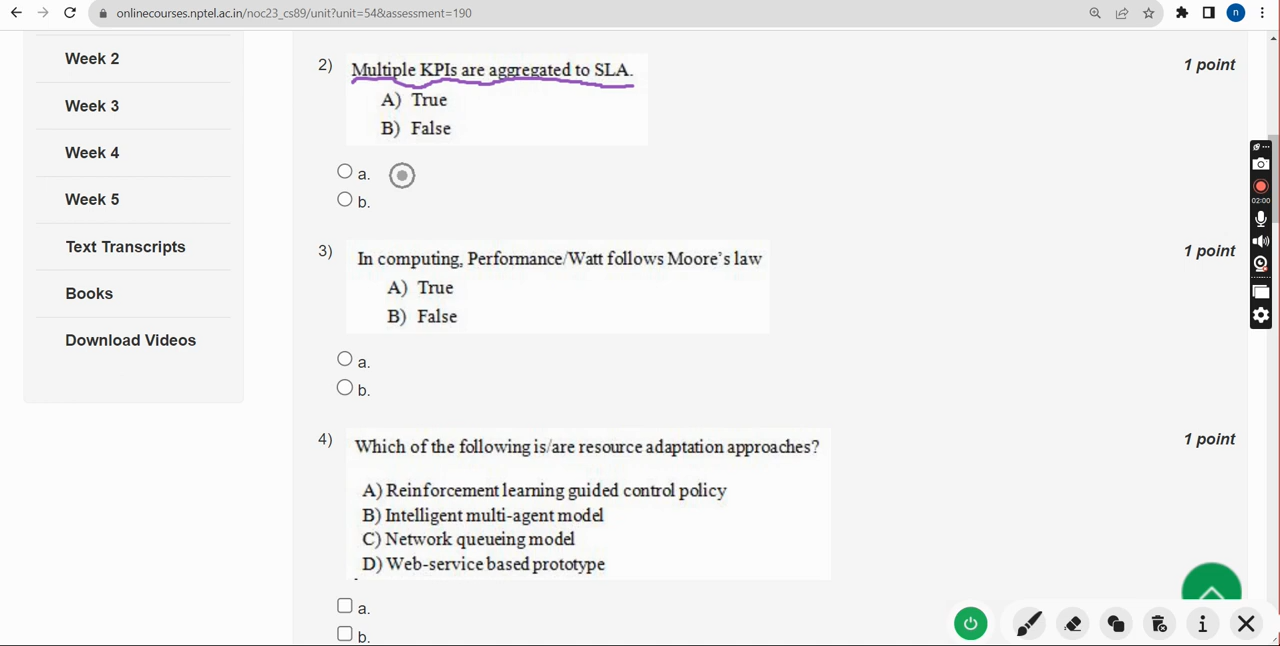 onlinecourses.nptel.ac.in/noc23_cs89/unit?unit=54&assessment=190
n
Week 2
Week 3
Week 4
Week 5
Text Transcripts
Books
Download Videos
2) Multiple KPIs are aggregated to SLA. 1 point
A) True
B) False
a.
b.
3) In computing, Performance/Watt follows Moore's law 1 point
A) True
B) False
a.
b.
4) Which of the following is/are resource adaptation approaches? 1 point
A) Reinforcement learning guided control policy
B) Intelligent multi-agent model
C) Network queueing model
D) Web-service based prototype
a.
b.
02:00